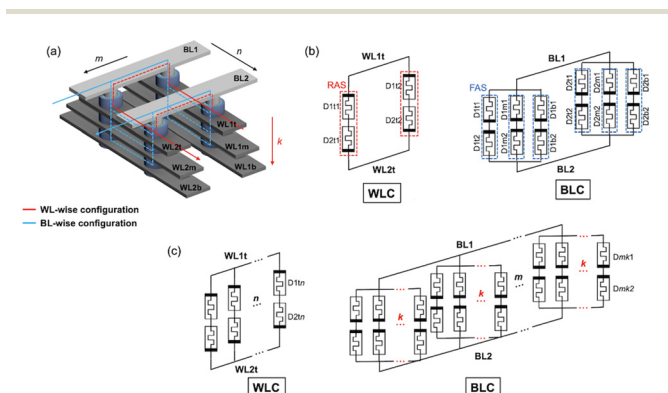 (a)
m
n
BL1
BL2
k
WL1t
WL2t
WL1m
WL2m
WL1b
WL2b
WL-wise configuration
BL-wise configuration
(b)
WL1t
RAS
D1t1
D2t1
D1t2
D2t2
WL2t
WLC
BL1
FAS
D1t1
D1m1
D1b1
D1t2
D1m2
D1b2
D2t1
D2m1
D2b1
D2t2
D2m2
D2b2
BL2
BLC
(c)
WL1t
n
D1tn
D2tn
WL2t
WLC
BL1
k
k
m
k
Dmk1
Dmk2
BL2
BLC